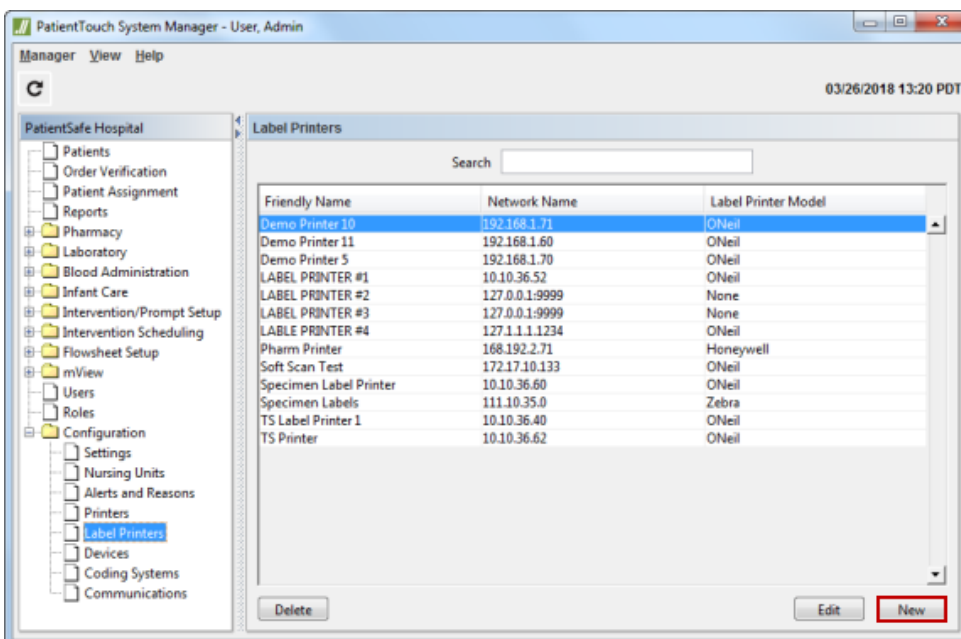 PatientTouch System Manager - User, Admin
Manager View Help
03/26/2018 13:20 PDT
PatientSafe Hospital
Patients
Order Verification
Patient Assignment
Reports
Pharmacy
Laboratory
Blood Administration
Infant Care
Intervention/Prompt Setup
Intervention Scheduling
Flowsheet Setup
mView
Users
Roles
Configuration
Settings
Nursing Units
Alerts and Reasons
Printers
Label Printers
Devices
Coding Systems
Communications
Label Printers
Search
Friendly Name Network Name Label Printer Model
Demo Printer 10 192.168.1.71 ONeil
Demo Printer 11 192.168.1.60 ONeil
Demo Printer 5 192.168.1.70 ONeil
LABEL PRINTER #1 10.10.36.52 ONeil
LABEL PRINTER #2 127.0.0.1:9999 None
LABEL PRINTER #3 127.0.0.1:9999 None
LABLE PRINTER #4 127.1.1.1.1234 ONeil
Pharm Printer 168.192.2.71 Honeywell
Soft Scan Test 172.17.10.133 ONeil
Specimen Label Printer 10.10.36.60 ONeil
Specimen Labels 111.10.35.0 Zebra
TS Label Printer 1 10.10.36.40 ONeil
TS Printer 10.10.36.62 ONeil
Delete Edit New